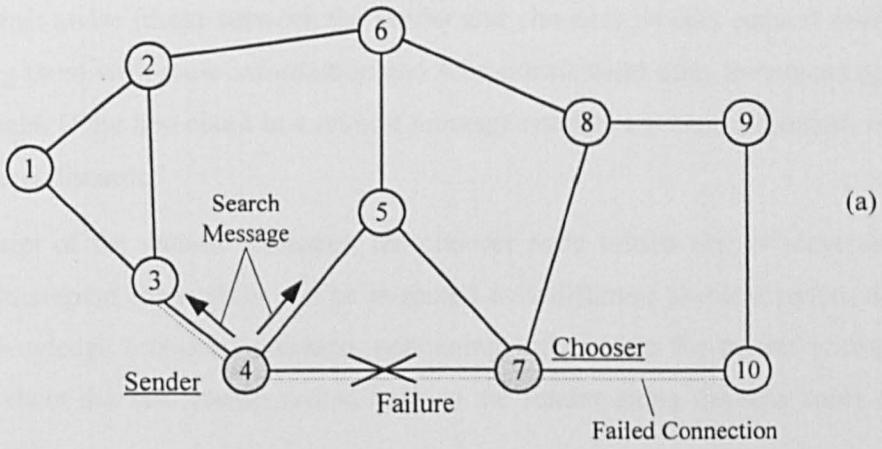 6
2
8
9
1
(a)
Search
Message
5
3
Chooser
Sender
4
7
10
Failure
Failed Connection